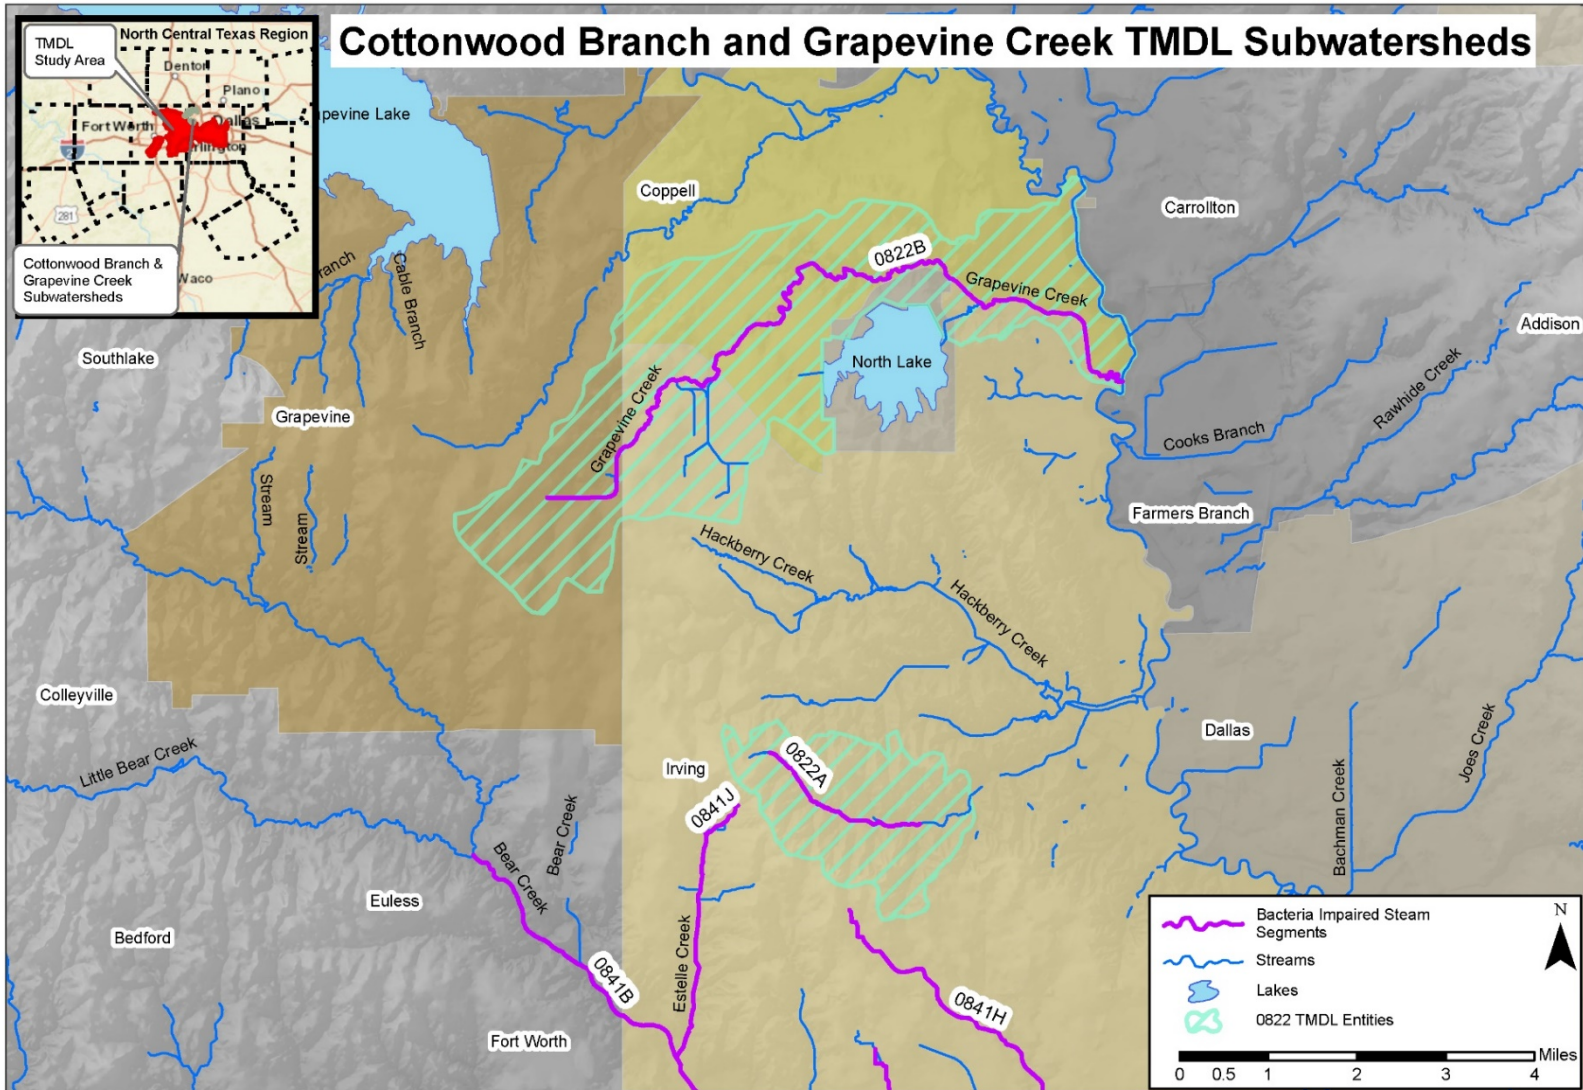 Cottonwood Branch and Grapevine Creek TMDL Subwatersheds
North Central Texas Region
TMDL
Study Area
Denton
Plano
Fort Worth
Dallas
281
Waco
Cottonwood Branch &
Grapevine Creek
Subwatersheds
Coppell
Carrollton
0822B
Grapevine Creek
Cable Branch
Addison
Southlake
North Lake
Rawhide Creek
Grapevine Creek
Grapevine
Cooks Branch
Stream
Stream
Farmers Branch
Hackberry Creek
Hackberry Creek
Colleyville
Dallas
Joes Creek
Little Bear Creek
Irving
0822A
0841J
Bachman Creek
Bear Creek
Bear Creek
Euless
Bedford
Estelle Creek
0841B
0841H
Fort Worth
Bacteria Impaired Steam
Segments
Streams
Lakes
0822 TMDL Entities
N
Miles
0 0.5 1 2 3 4